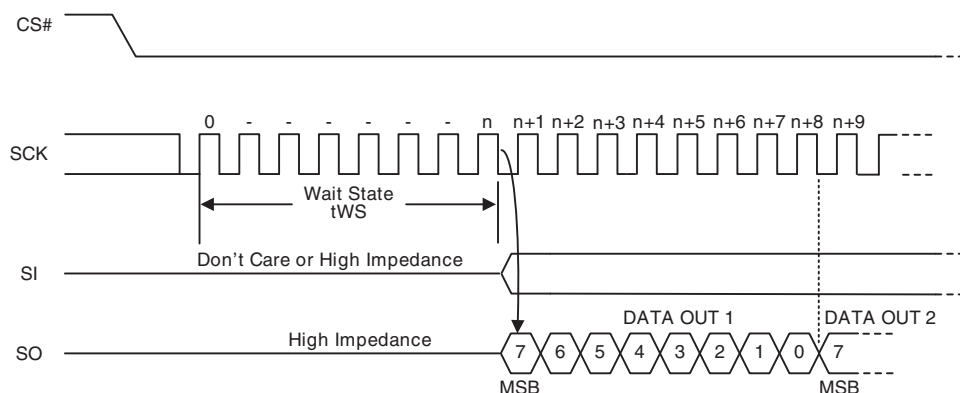 CS#
0 - - - - - - n n+1 n+2 n+3 n+4 n+5 n+6 n+7 n+8 n+9
SCK
Wait State
tWS
Don't Care or High Impedance
SI
DATA OUT 1 DATA OUT 2
High Impedance
SO 7 6 5 4 3 2 1 0 7
MSB MSB